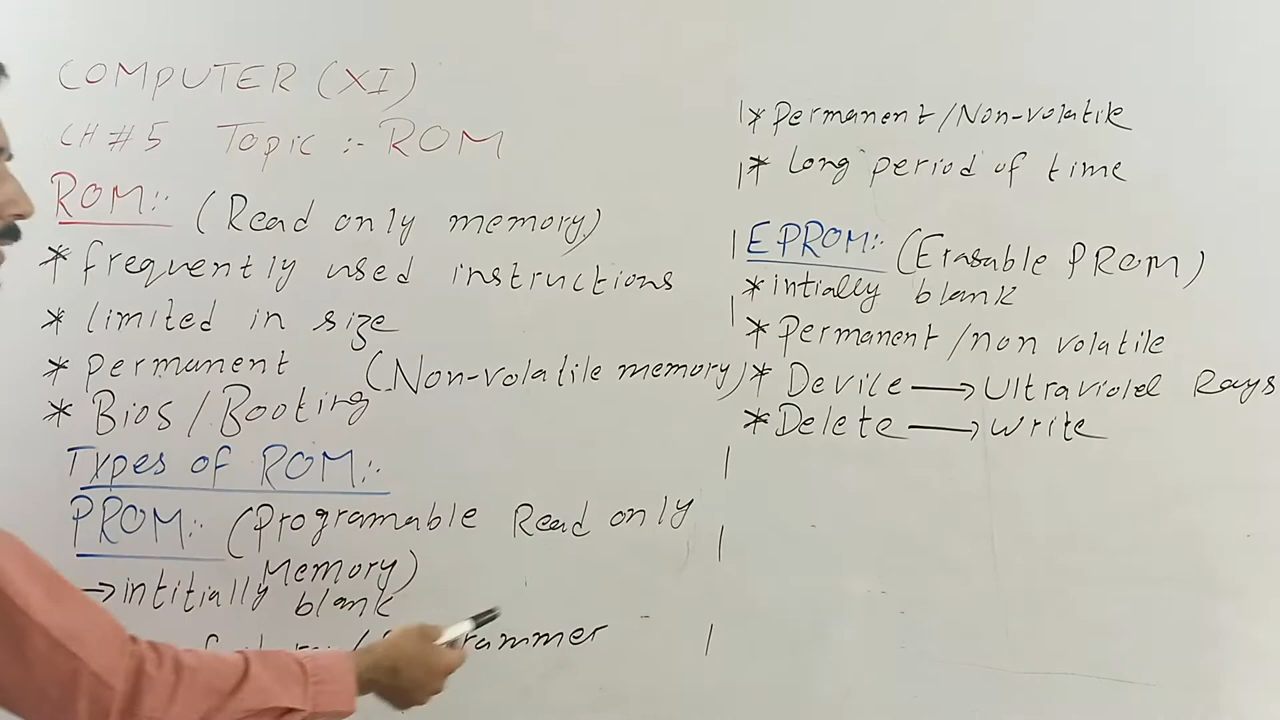 COMPUTER (XI)
CH # 5 Topic :- ROM
ROM:- (Read only memory)
* frequently used instructions
* limited in size
* permanent (Non-volatile memory)
* Bios / Booting
Types of ROM:-
PROM:- (Programable Read only
Memory)
→ intitially blank
* Permanent / Non-volatile
* long period of time
EPROM:- (Erasable PROM)
* intially blank
* Permanent / non volatile
* Device → Ultraviolet Rays
* Delete → write